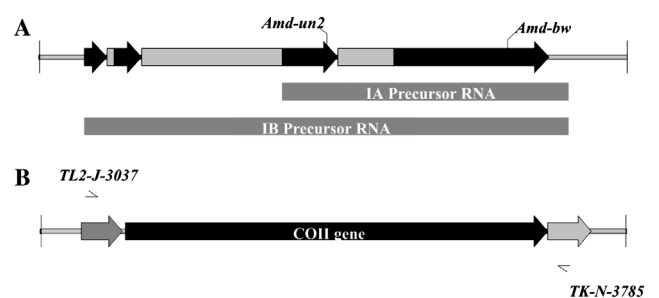 A
Amd-un2
Amd-bw
IA Precursor RNA
IB Precursor RNA
B
TL2-J-3037
COII gene
TK-N-3785